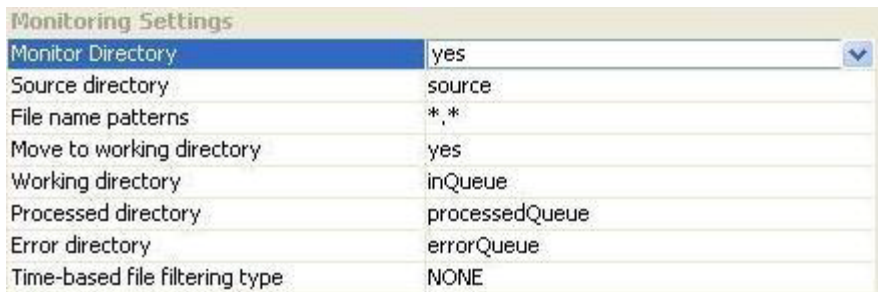 Monitoring Settings
Monitor Directory yes
Source directory source
File name patterns *.*
Move to working directory yes
Working directory inQueue
Processed directory processedQueue
Error directory errorQueue
Time-based file filtering type NONE